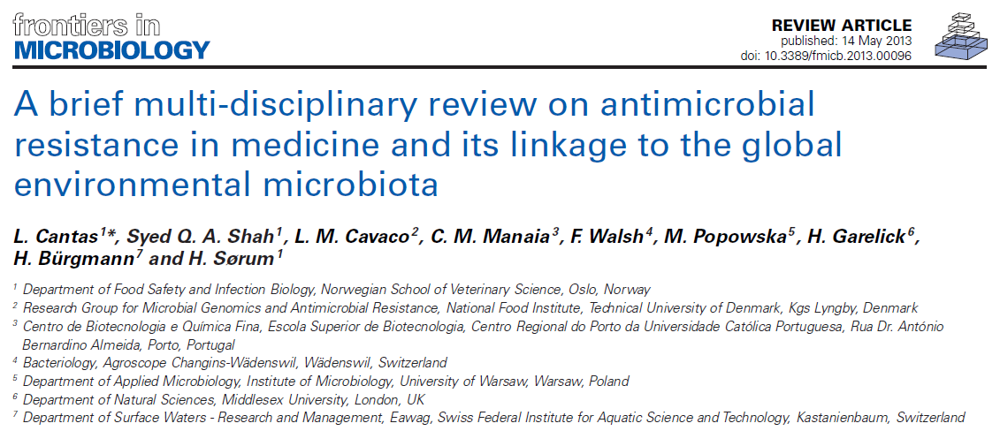 frontiers in
MICROBIOLOGY
REVIEW ARTICLE
published: 14 May 2013
doi: 10.3389/fmicb.2013.00096
A brief multi-disciplinary review on antimicrobial
resistance in medicine and its linkage to the global
environmental microbiota
L. Cantas1*, Syed Q. A. Shah1, L. M. Cavaco2, C. M. Manaia3, F. Walsh4, M. Popowska5, H. Garelick6,
H. Bürgmann7 and H. Sørum1
1 Department of Food Safety and Infection Biology, Norwegian School of Veterinary Science, Oslo, Norway
2 Research Group for Microbial Genomics and Antimicrobial Resistance, National Food Institute, Technical University of Denmark, Kgs Lyngby, Denmark
3 Centro de Biotecnologia e Química Fina, Escola Superior de Biotecnologia, Centro Regional do Porto da Universidade Católica Portuguesa, Rua Dr. António
Bernardino Almeida, Porto, Portugal
4 Bacteriology, Agroscope Changins-Wädenswil, Wädenswil, Switzerland
5 Department of Applied Microbiology, Institute of Microbiology, University of Warsaw, Warsaw, Poland
6 Department of Natural Sciences, Middlesex University, London, UK
7 Department of Surface Waters - Research and Management, Eawag, Swiss Federal Institute for Aquatic Science and Technology, Kastanienbaum, Switzerland